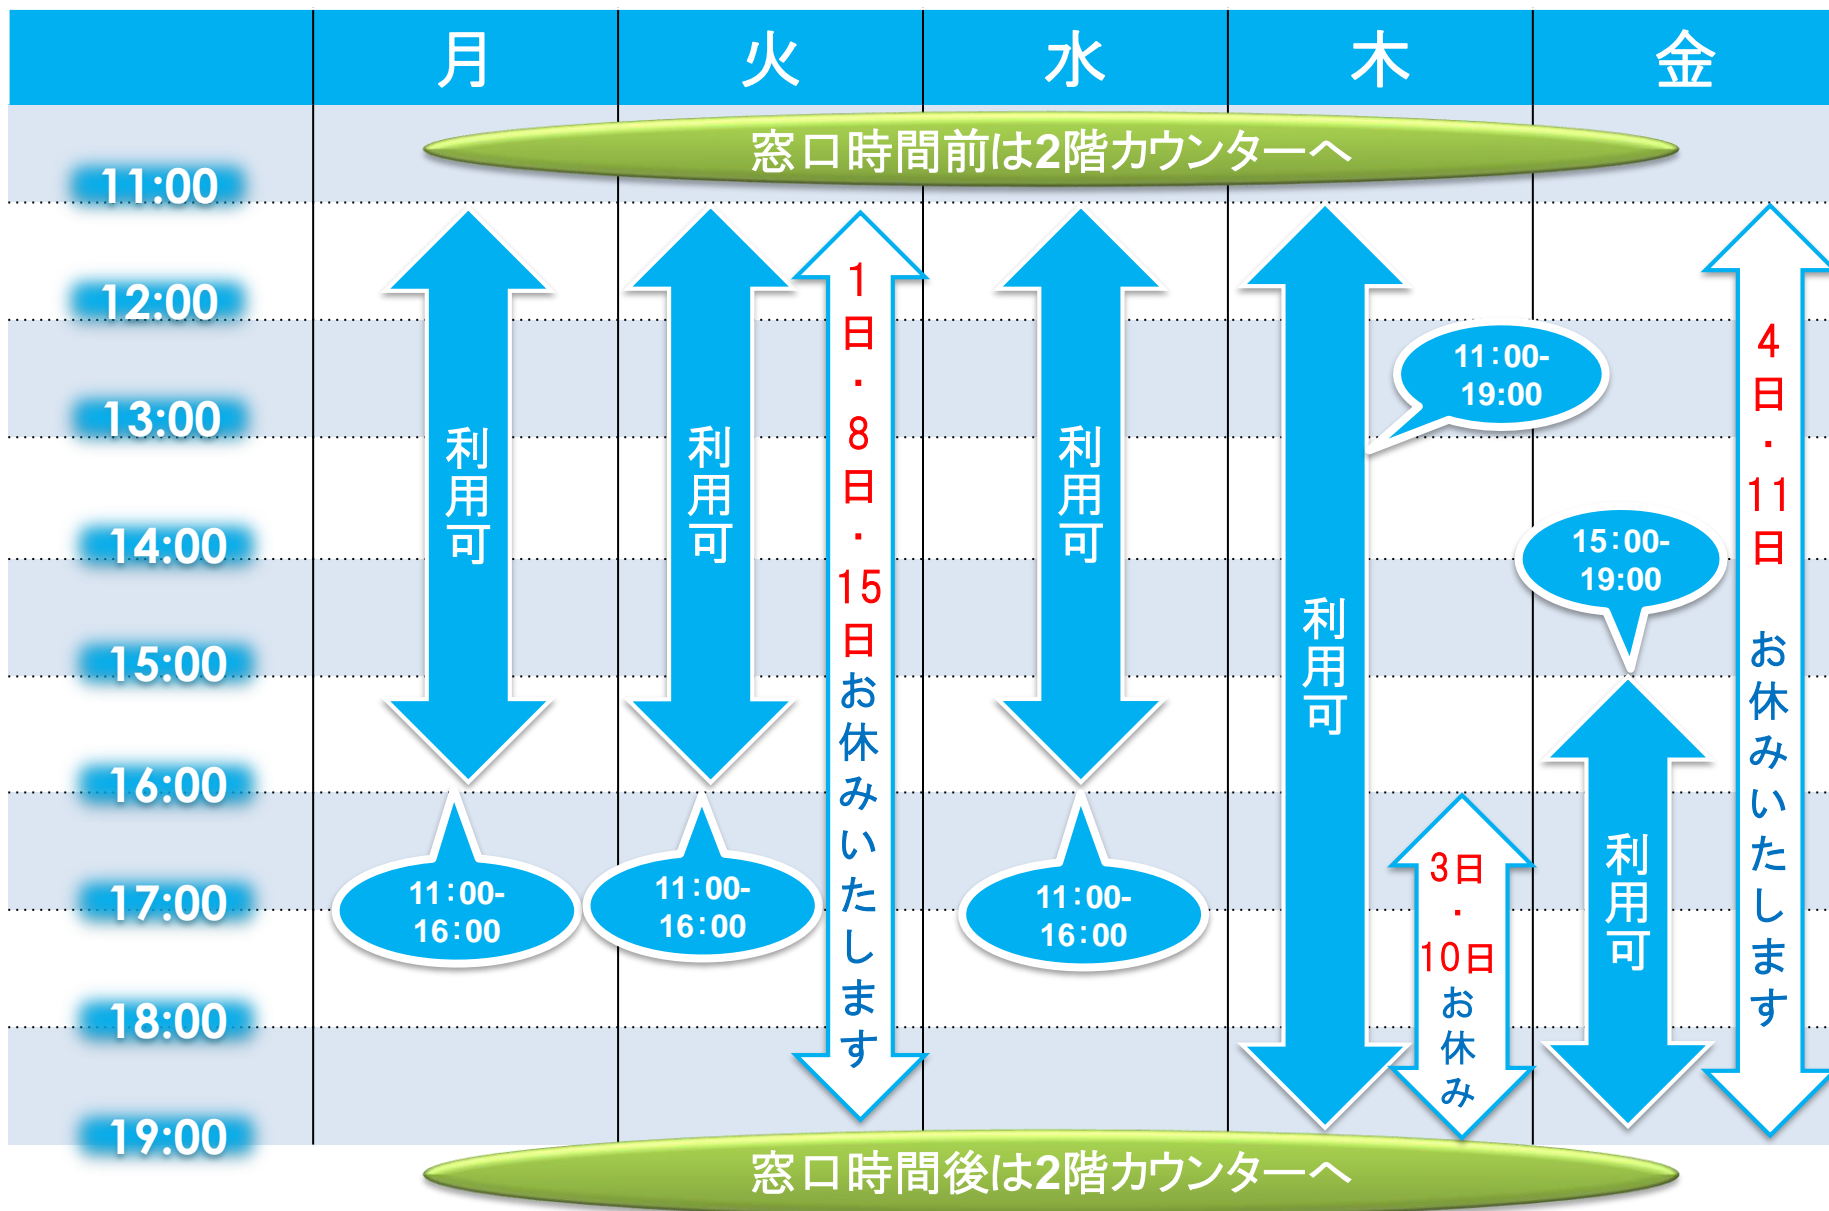 月 火 水 木 金
窓口時間前は2階カウンターへ
11:00
12:00
13:00
14:00
15:00
16:00
17:00
18:00
19:00
利用可
11:00-
16:00
利用可
11:00-
16:00
1日・8日・15日お休みいたします
利用可
11:00-
16:00
利用可
11:00-
19:00
3日・10日お休み
15:00-
19:00
利用可
4日・11日 お休みいたします
窓口時間後は2階カウンターへ